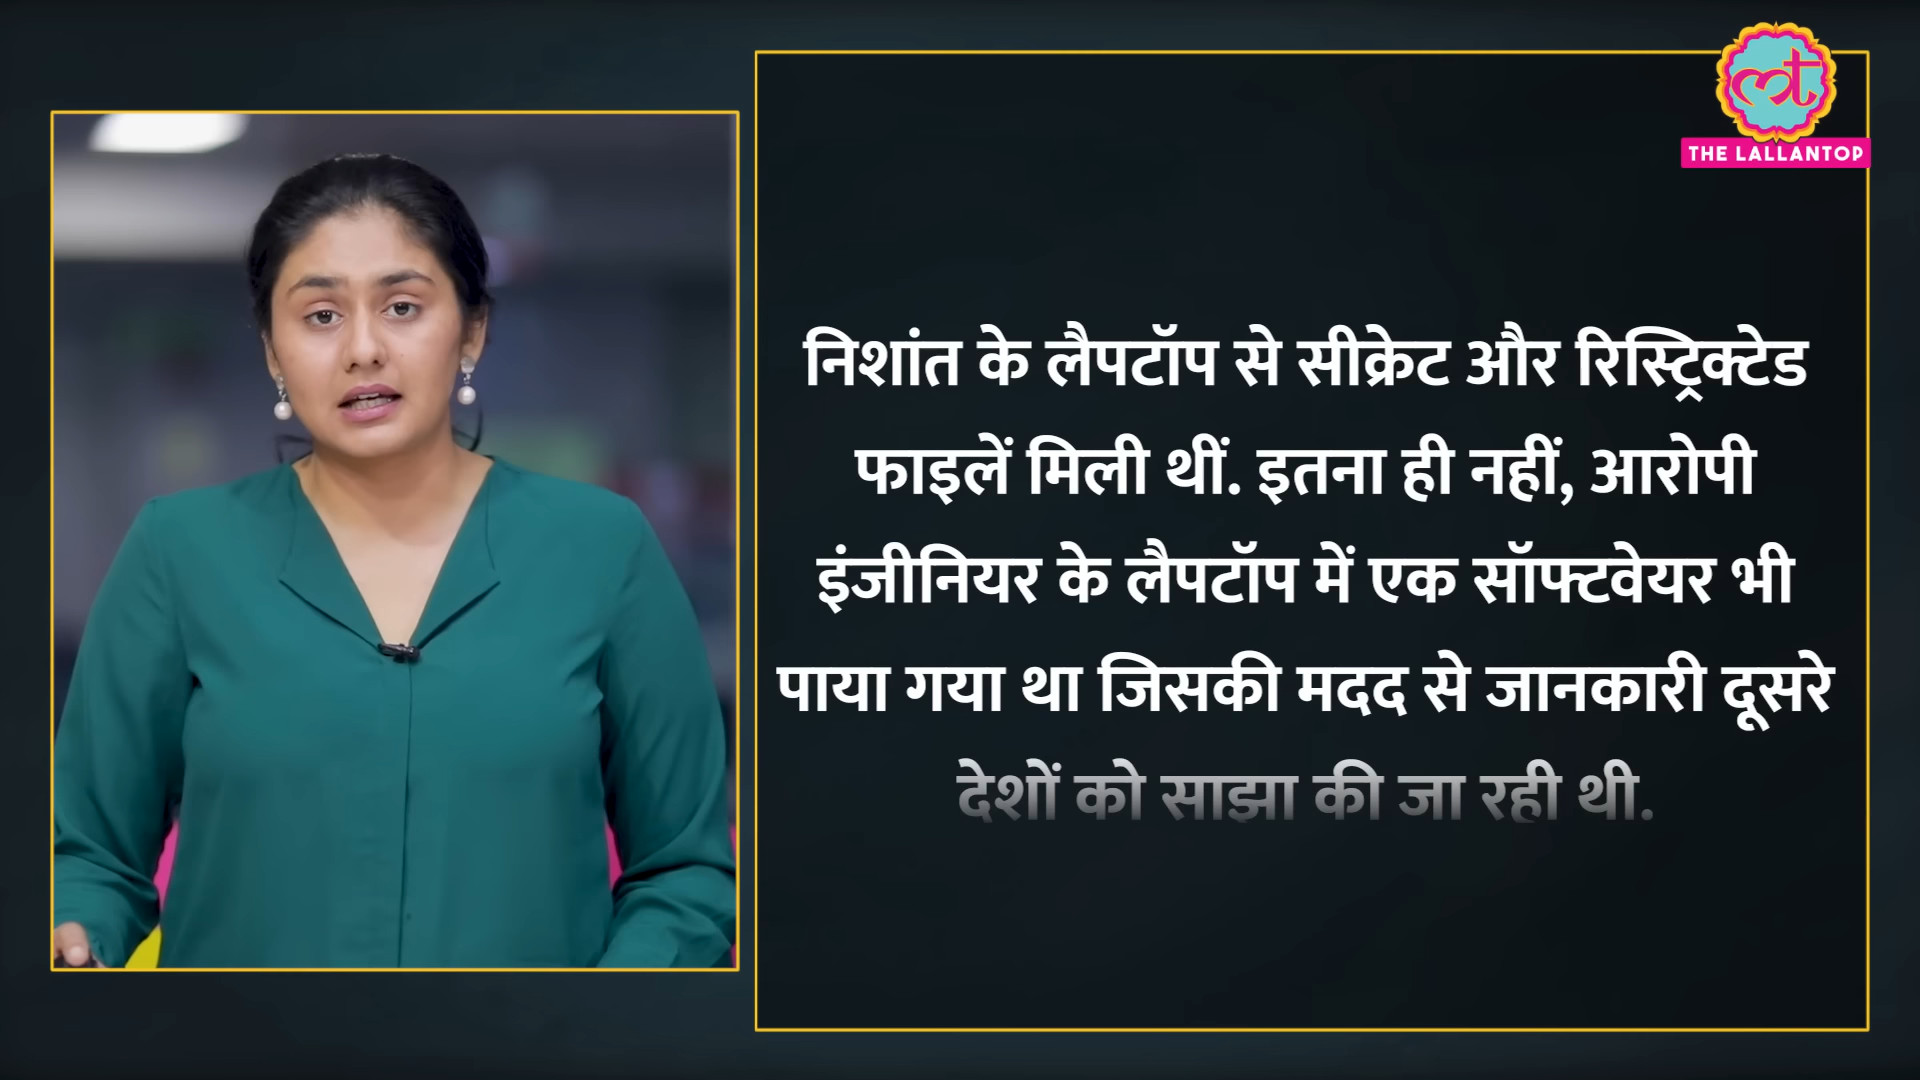 लT
THE LALLANTOP
निशांत के लैपटॉप से सीक्रेट और रिस्ट्रिक्टेड
फाइलें मिली थीं. इतना ही नहीं, आरोपी
इंजीनियर के लैपटॉप में एक सॉफ्टवेयर भी
पाया गया था जिसकी मदद से जानकारी दूसरे
देशों को साझा की जा रही थी.